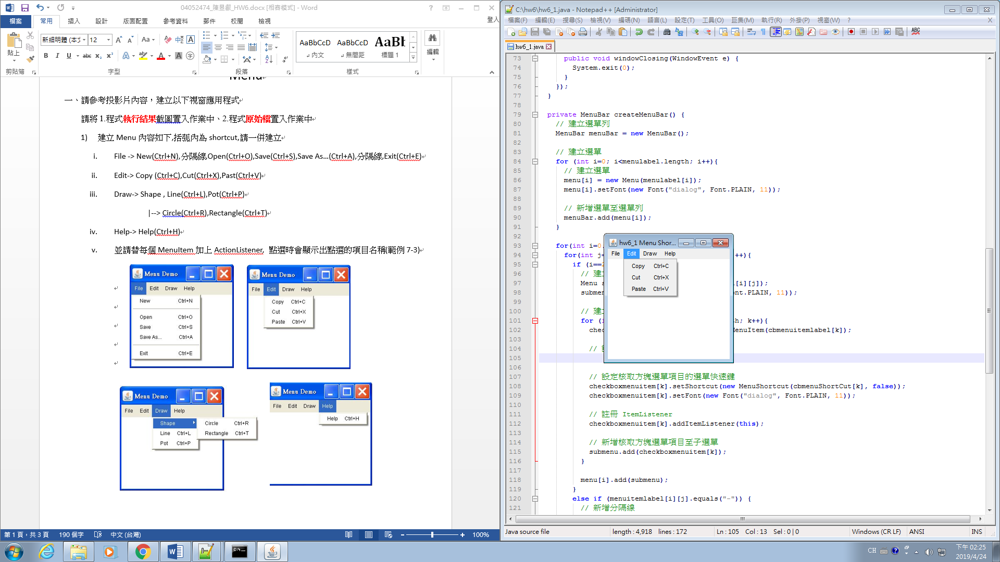 04052474_陳昱叡_HW6.docx [相容模式] - Word
檔案 常用 插入 設計 版面配置 參考資料 郵件 校閱 檢視 登入
新細明體 (本文 12
貼上
AaBbCcD AaBbCcD AaBb
內文 無間距 標題 1
編輯
剪貼簿 字型 段落 樣式
Menu
一、請參考投影片內容，建立以下視窗應用程式
請將 1.程式執行結果截圖置入作業中、2.程式原始檔置入作業中
1) 建立 Menu 內容如下,括弧內為 shortcut,請一併建立
i. File -> New(Ctrl+N),分隔線,Open(Ctrl+O),Save(Ctrl+S),Save As…(Ctrl+A),分隔線,Exit(Ctrl+E)
ii. Edit-> Copy (Ctrl+C),Cut(Ctrl+X),Past(Ctrl+V)
iii. Draw-> Shape , Line(Ctrl+L),Pot(Ctrl+P)
|--> Circle(Ctrl+R),Rectangle(Ctrl+T)
iv. Help-> Help(Ctrl+H)
v. 並請替每個 MenuItem 加上 ActionListener, 點選時會顯示出點選的項目名稱(範例 7-3)
Menu Demo
File Edit Draw Help
New Ctrl+N
Open Ctrl+O
Save Ctrl+S
Save As... Ctrl+A
Exit Ctrl+E
Menu Demo
File Edit Draw Help
Copy Ctrl+C
Cut Ctrl+X
Paste Ctrl+V
Menu Demo
File Edit Draw Help
Shape
Line Ctrl+L
Pot Ctrl+P
Circle Ctrl+R
Rectangle Ctrl+T
Menu Demo
File Edit Draw Help
Help Ctrl+H
第 1 頁，共 3 頁 190 個字 中文 (台灣) 100%
C:\hw6\hw6_1.java - Notepad++ [Administrator]
檔案(F) 編輯(E) 搜尋(S) 檢視(V) 編碼(N) 語言(L) 設定(T) 工具(O) 巨集(M) 執行(R) 外掛(P) 視窗(W) ? X
hw6_1.java
73 public void windowClosing(WindowEvent e) {
74 System.exit(0);
75 }
76 });
77 }
78
79 private MenuBar createMenuBar() {
80 // 建立選單列
81 MenuBar menuBar = new MenuBar();
82
83 // 建立選單
84 for (int i=0; i<menulabel.length; i++){
85 // 建立選單
86 menu[i] = new Menu(menulabel[i]);
87 menu[i].setFont(new Font("dialog", Font.PLAIN, 11));
88
89 // 新增選單至選單列
90 menuBar.add(menu[i]);
91 }
92
93 for(int i=0
94 for(int j= ++){
95 if (i==
96 // 建
97 Menu s .[i][j]);
98 subme nt.PLAIN, 11));
99
100 // 建
101 for (i h; k++){
102 chec MenuItem(cbmenuitemlabel[k]);
103
104 //
105
106
107 // 設定核取方塊選單項目的選單快速鍵
108 checkboxmenuitem[k].setShortcut(new MenuShortcut(cbmenuShortCut[k], false));
109 checkboxmenuitem[k].setFont(new Font("dialog", Font.PLAIN, 11));
110
111 // 註冊 ItemListener
112 checkboxmenuitem[k].addItemListener(this);
113
114 // 新增核取方塊選單項目至子選單
115 submenu.add(checkboxmenuitem[k]);
116 }
117
118 menu[i].add(submenu);
119 }
120 else if (menuitemlabel[i][j].equals("-")) {
121 // 新增分隔線
hw6_1 Menu Shor...
File Edit Draw Help
Copy Ctrl+C
Cut Ctrl+X
Paste Ctrl+V
Java source file length : 4,918 lines : 172 Ln : 105 Col : 13 Sel : 0 | 0 Windows (CR LF) ANSI INS
CH
下午 02:25
2019/4/24